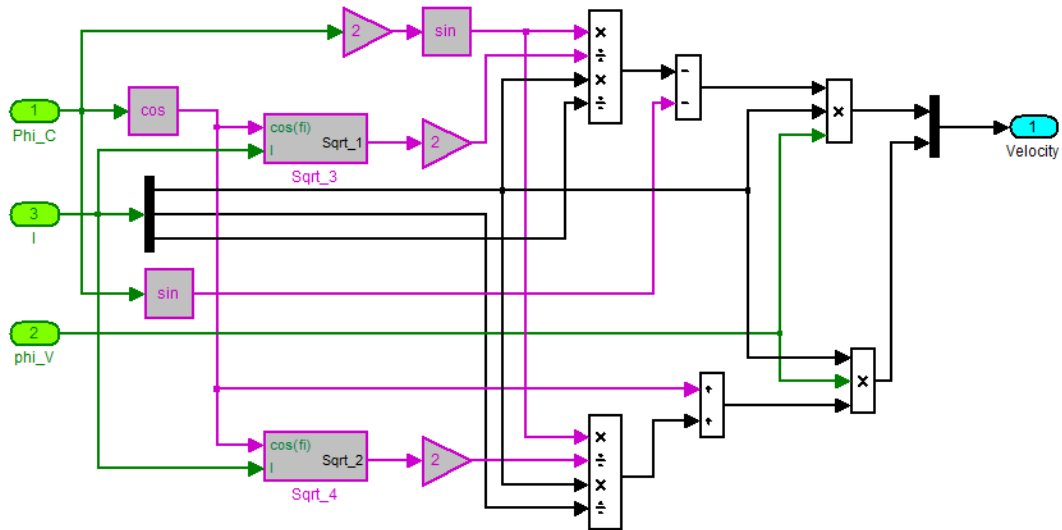 2
sin
×
÷
×
÷
-
-
1
Phi_C
cos
cos(fi)
I
Sqrt_1
Sqrt_3
2
×
1
Velocity
3
I
sin
2
phi_V
×
cos(fi)
I
Sqrt_2
Sqrt_4
2
×
÷
×
÷